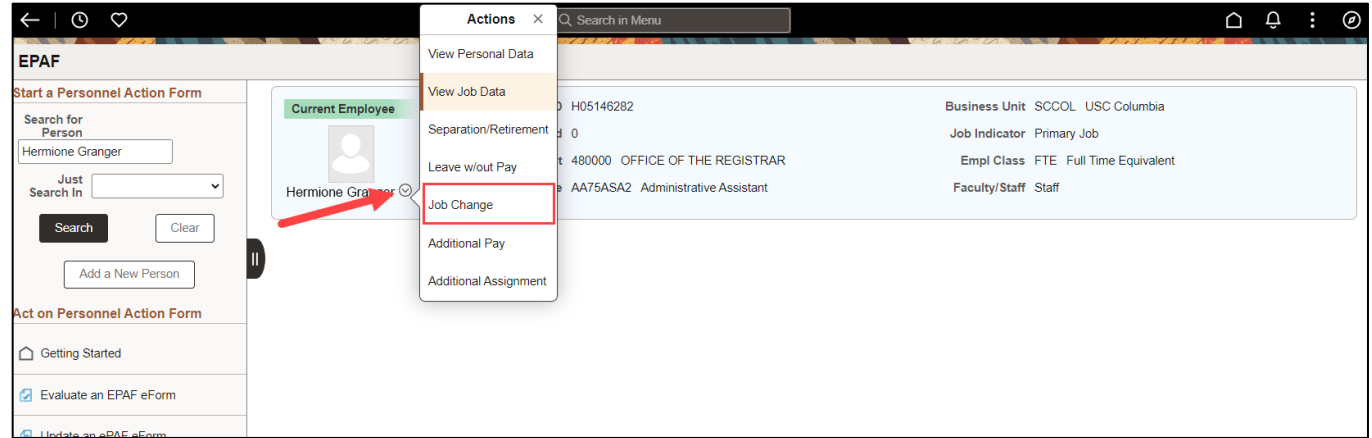 Actions ×
Search in Menu
EPAF
Start a Personnel Action Form
Search for
Person
Hermione Granger
Just
Search In
Search
Clear
Add a New Person
Act on Personnel Action Form
Getting Started
Evaluate an EPAF eForm
Update an ePAF eForm
View Personal Data
View Job Data
Separation/Retirement
Leave w/out Pay
Job Change
Additional Pay
Additional Assignment
Current Employee
Hermione Granger
H05146282
0
480000 OFFICE OF THE REGISTRAR
AA75ASA2 Administrative Assistant
Business Unit SCCOL USC Columbia
Job Indicator Primary Job
Empl Class FTE Full Time Equivalent
Faculty/Staff Staff